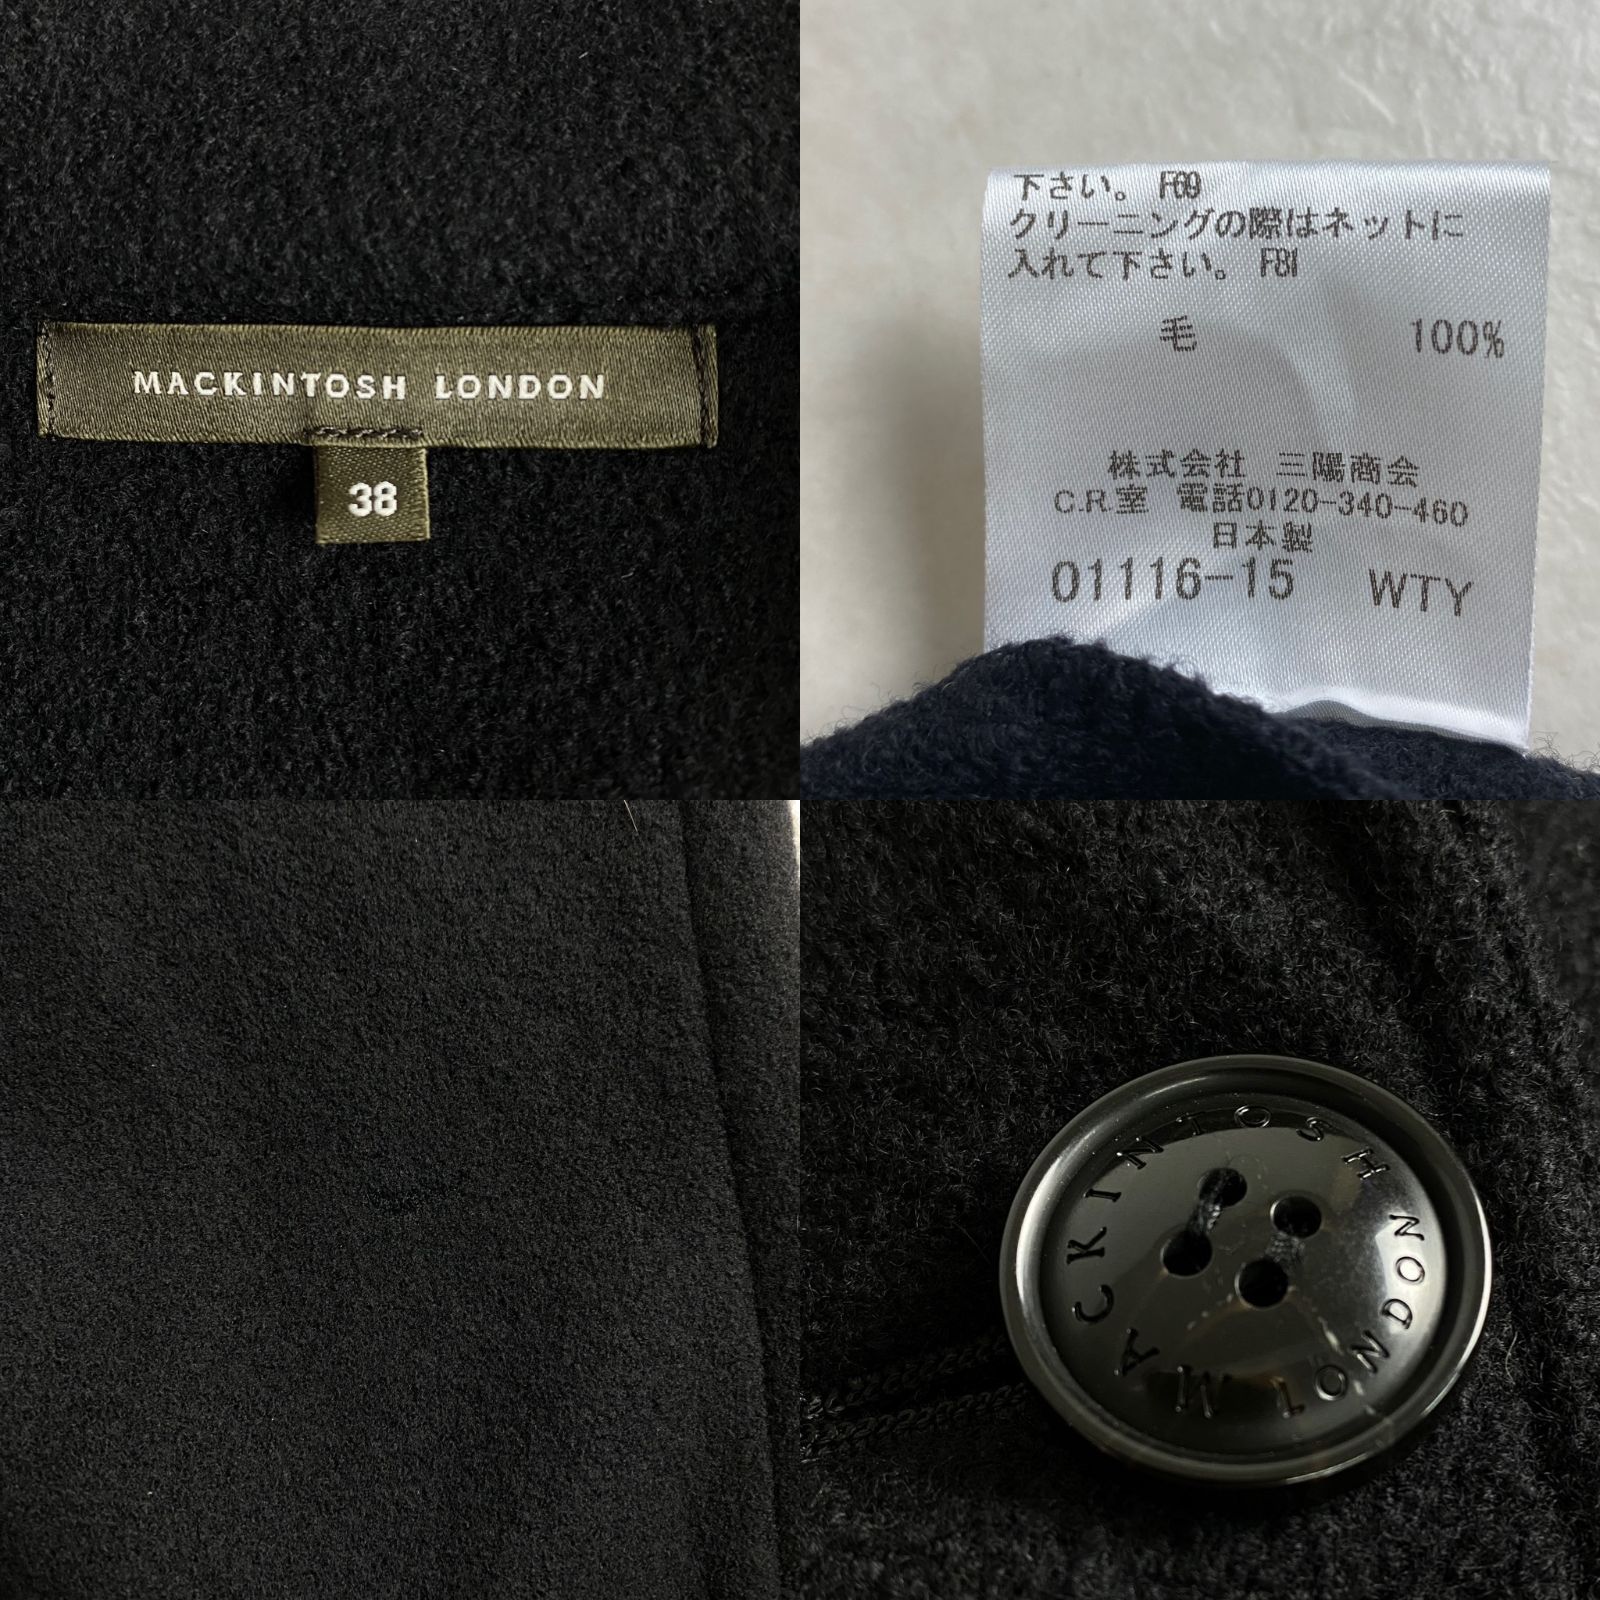 MACKINTOSH LONDON
38
下さい。 F69
クリーニングの際はネットに
入れて下さい。 F81
毛 100%
株式会社 三陽商会
C.R.室 電話0120-340-460
日本製
01116-15 WTY
MACKINTOSH LONDON